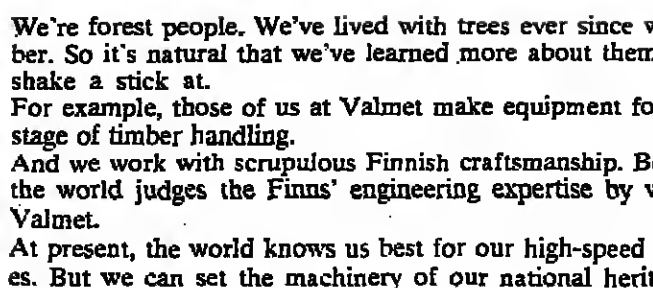 We're forest people. We've lived with trees ever since w
ber. So it's natural that we've learned more about them
shake a stick at.
For example, those of us at Valmet make equipment fo
stage of timber handling.
And we work with scrupulous Finnish craftsmanship. B
the world judges the Finns' engineering expertise by w
Valmet.
At present, the world knows us best for our high-speed
es. But we can set the machinery of our national herit